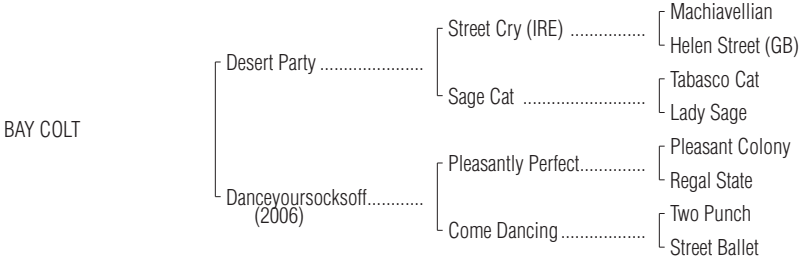 Machiavellian
Street Cry (IRE) ................
Helen Street (GB)
Desert Party ......................
Tabasco Cat
Sage Cat ..........................
Lady Sage
BAY COLT
Pleasant Colony
Pleasantly Perfect..............
Regal State
Danceyoursocksoff............
(2006)
Two Punch
Come Dancing ..................
Street Ballet